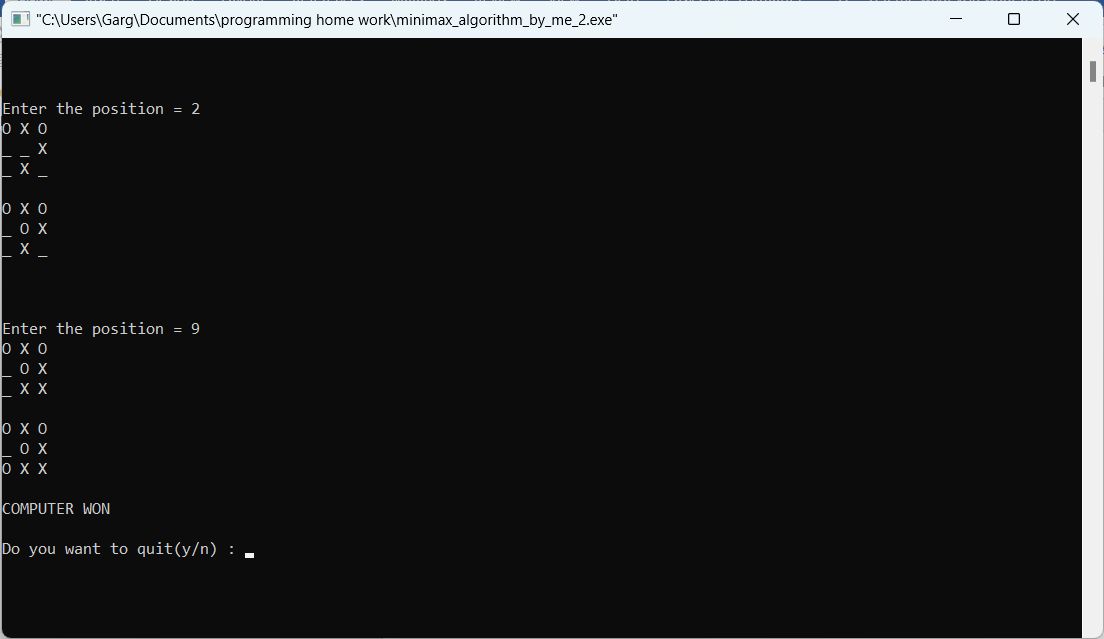 "C:\Users\Garg\Documents\programming home work\minimax_algorithm_by_me_2.exe"
Enter the position = 2
O X O
_ _ X
_ X _
O X O
_ O X
_ X _
Enter the position = 9
O X O
_ O X
_ X X
O X O
_ O X
O X X
COMPUTER WON
Do you want to quit(y/n) :